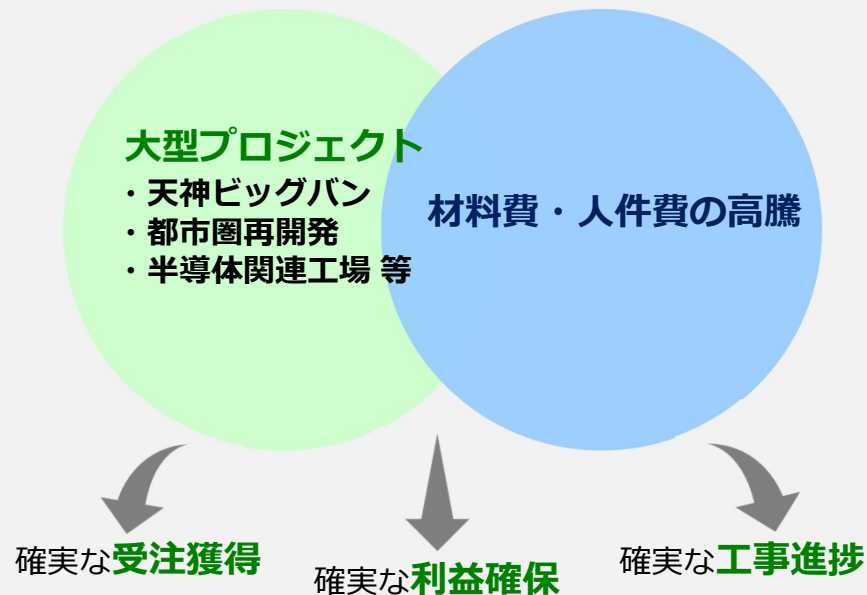 大型プロジェクト
・天神ビッグバン
・都市圏再開発
・半導体関連工場 等
材料費・人件費の高騰
確実な受注獲得
確実な利益確保
確実な工事進捗